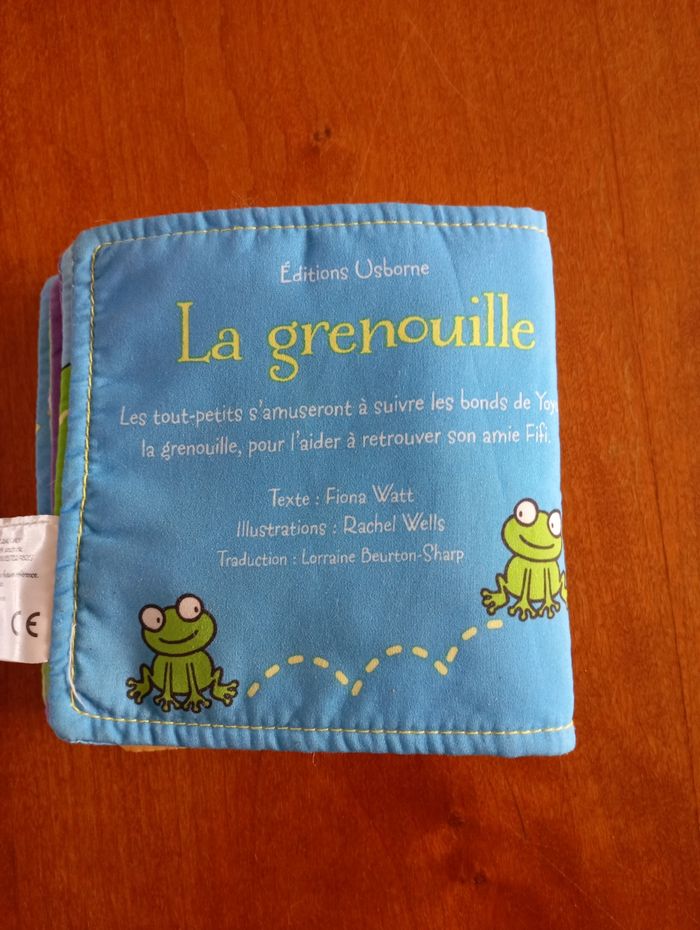 Éditions Usborne
La grenouille
Les tout-petits s'amuseront à suivre les bonds de
la grenouille, pour l'aider à retrouver son amie Fifi.
Texte : Fiona Watt
Illustrations : Rachel Wells
Traduction : Lorraine Beurton-Sharp
CE